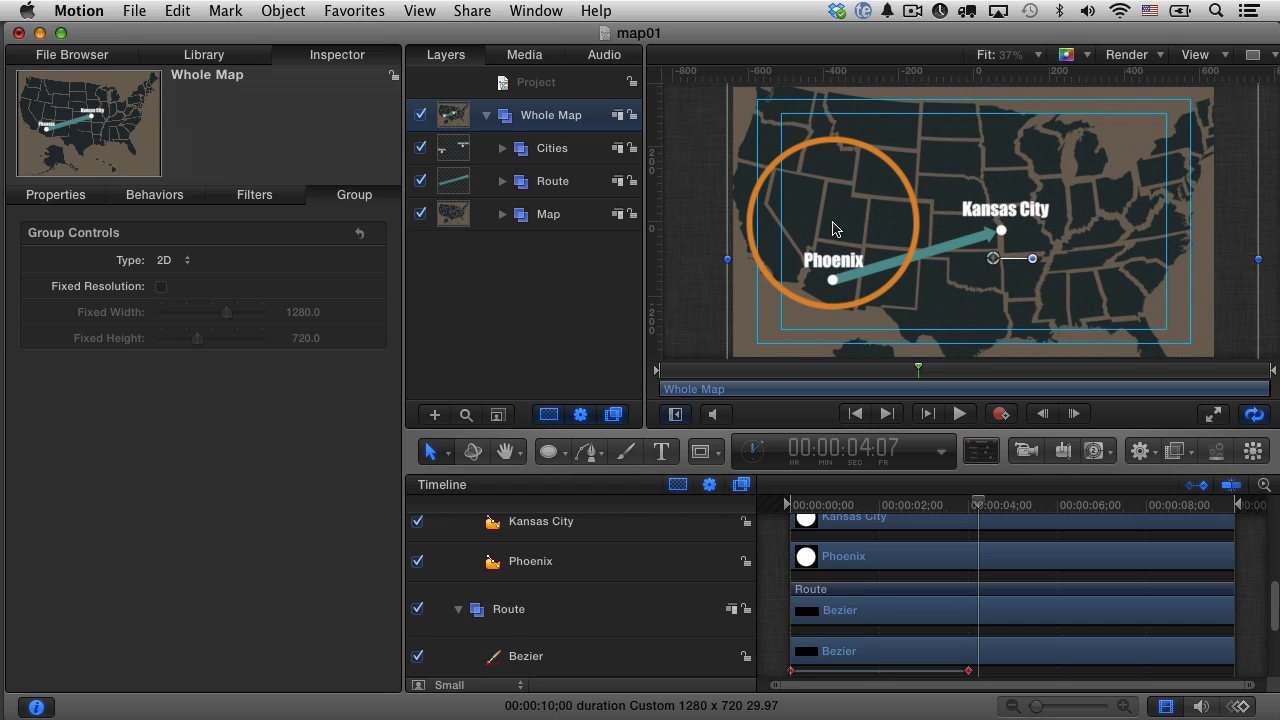 Motion File Edit Mark Object Favorites View Share Window Help
map01
File Browser Library Inspector
Whole Map
Properties Behaviors Filters Group
Group Controls
Type: 2D
Fixed Resolution:
Fixed Width: 1280.0
Fixed Height: 720.0
Layers Media Audio
Project
Whole Map
Cities
Route
Map
Fit: 37% Render View
-800 -600 -400 -200 0 200 400 600
200
0
-200
Kansas City
Phoenix
Whole Map
00:00:04:07
HR MIN SEC FR
Timeline
00:00:00;00 00:00:02;00 00:00:04;00 00:00:06;00 00:00:08;00
Kansas City Kansas City
Phoenix Phoenix
Route
Route Bezier
Bezier Bezier
Small
00:00:10;00 duration Custom 1280 x 720 29.97